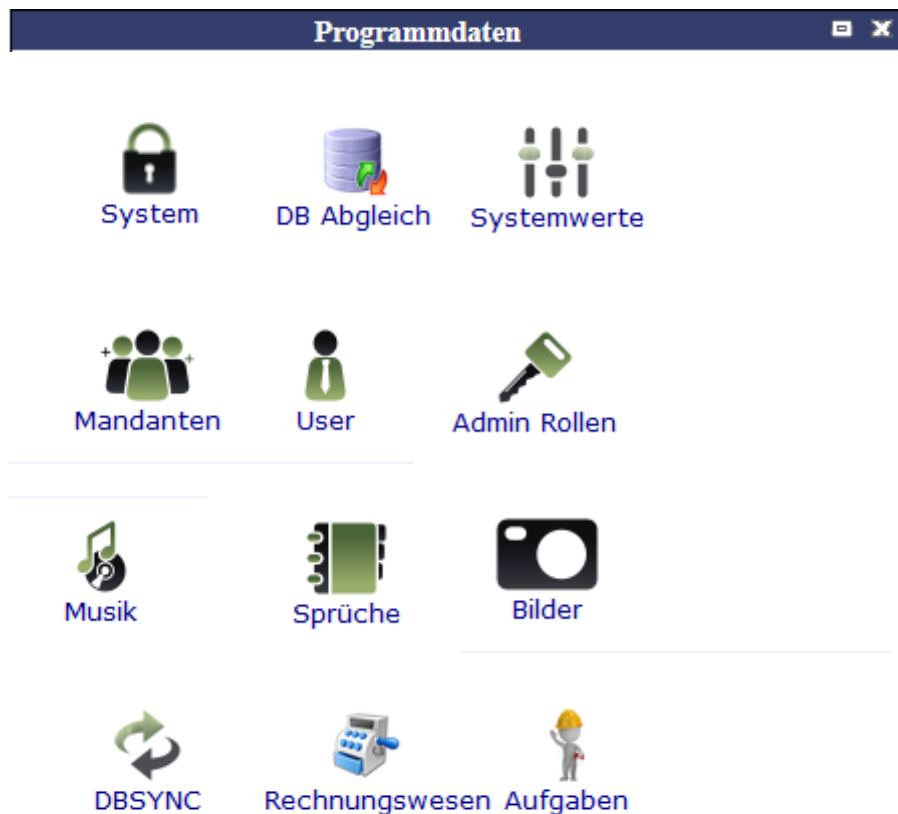 Programmdaten
System
DB Abgleich
Systemwerte
Mandanten
User
Admin Rollen
Musik
Sprüche
Bilder
DBSYNC
Rechnungswesen
Aufgaben